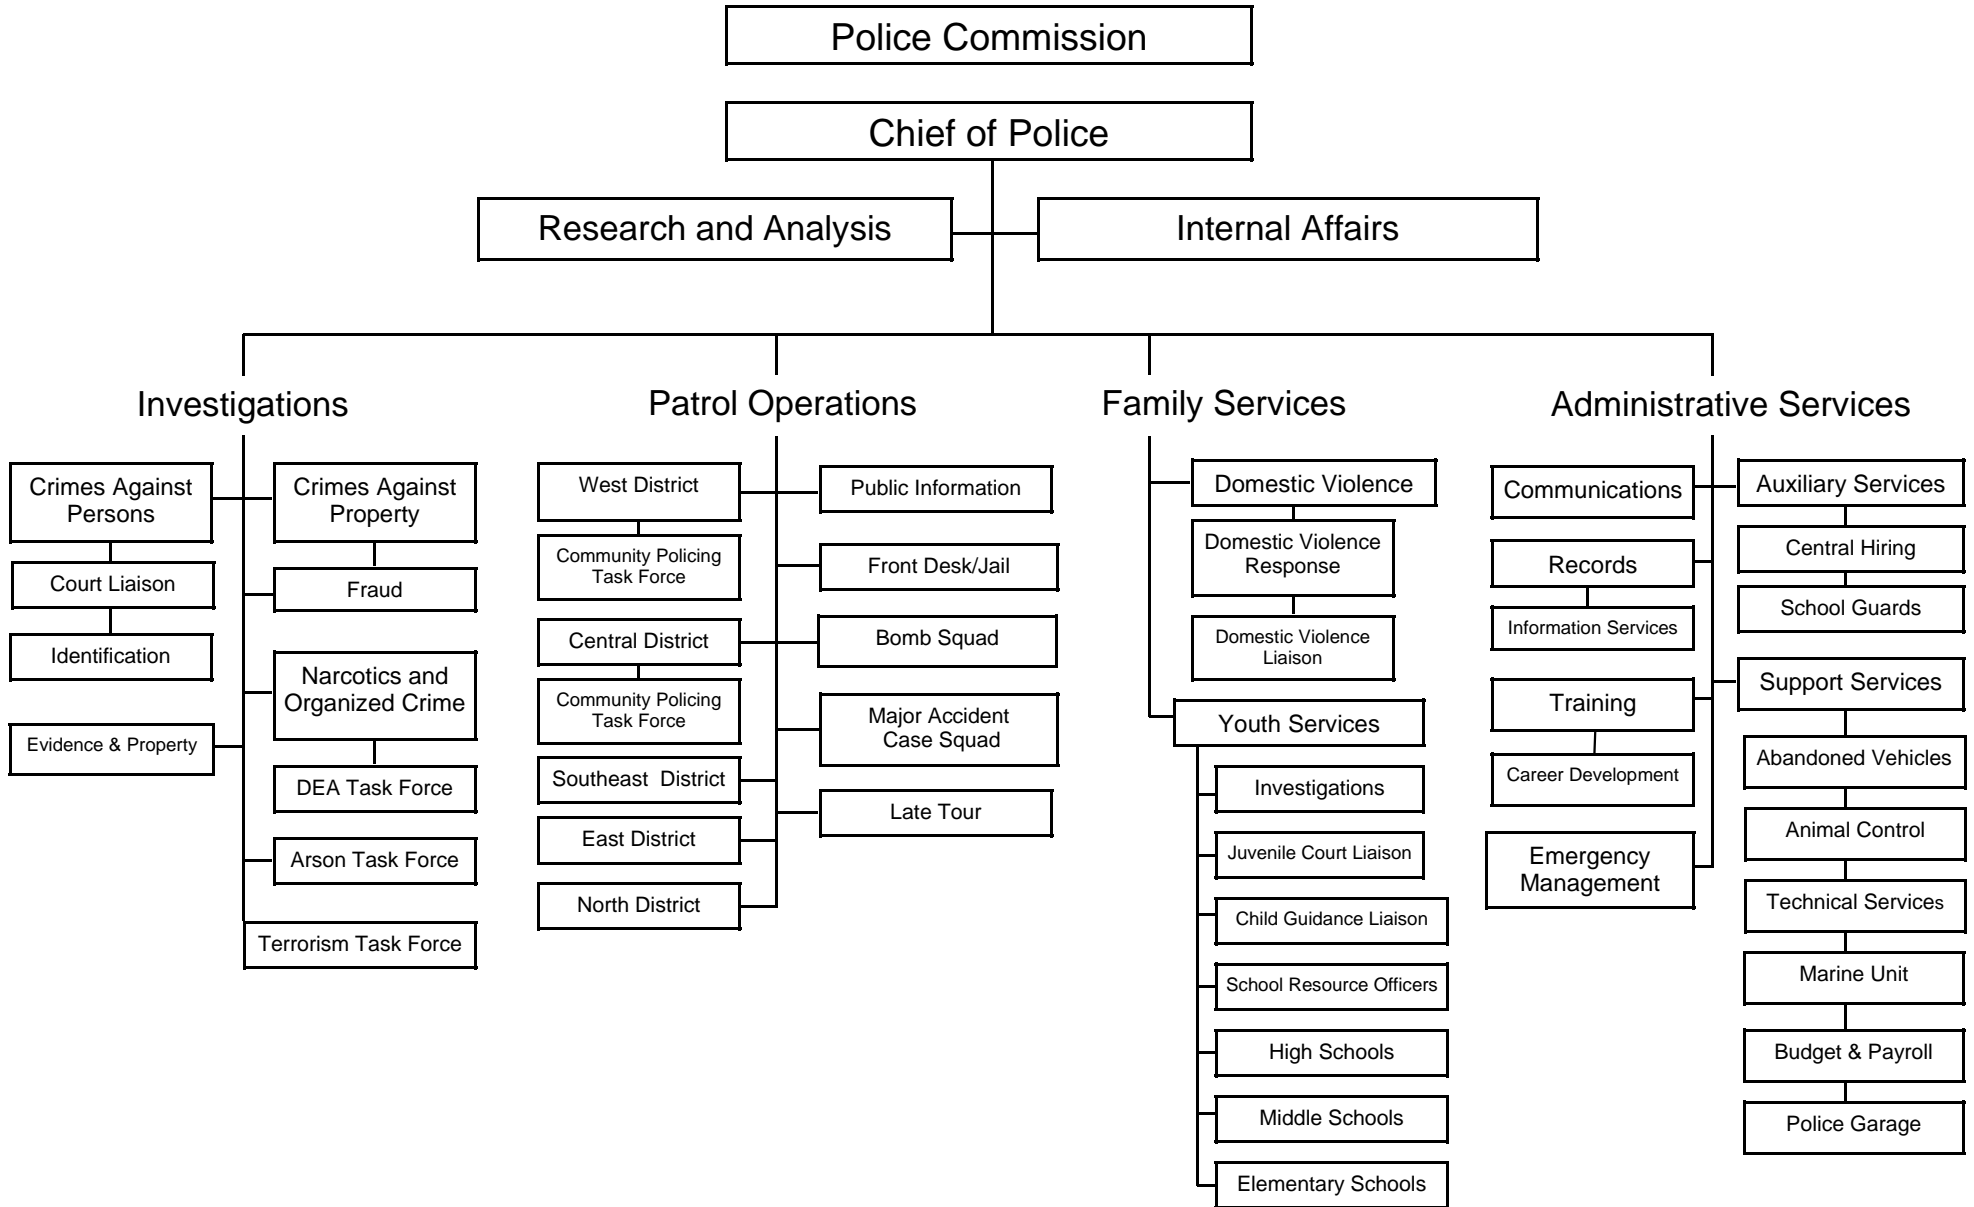 Police Commission
Chief of Police
Research and Analysis
Internal Affairs
Investigations
Crimes Against
Persons
Court Liaison
Identification
Evidence & Property
Crimes Against
Property
Fraud
Narcotics and
Organized Crime
DEA Task Force
Arson Task Force
Terrorism Task Force
Patrol Operations
West District
Community Policing
Task Force
Central District
Community Policing
Task Force
Southeast  District
East District
North District
Public Information
Front Desk/Jail
Bomb Squad
Major Accident
Case Squad
Late Tour
Family Services
Domestic Violence
Domestic Violence
Response
Domestic Violence
Liaison
Youth Services
Investigations
Juvenile Court Liaison
Child Guidance Liaison
School Resource Officers
High Schools
Middle Schools
Elementary Schools
Administrative Services
Communications
Records
Information Services
Training
Career Development
Emergency
Management
Auxiliary Services
Central Hiring
School Guards
Support Services
Abandoned Vehicles
Animal Control
Technical Services
Marine Unit
Budget & Payroll
Police Garage